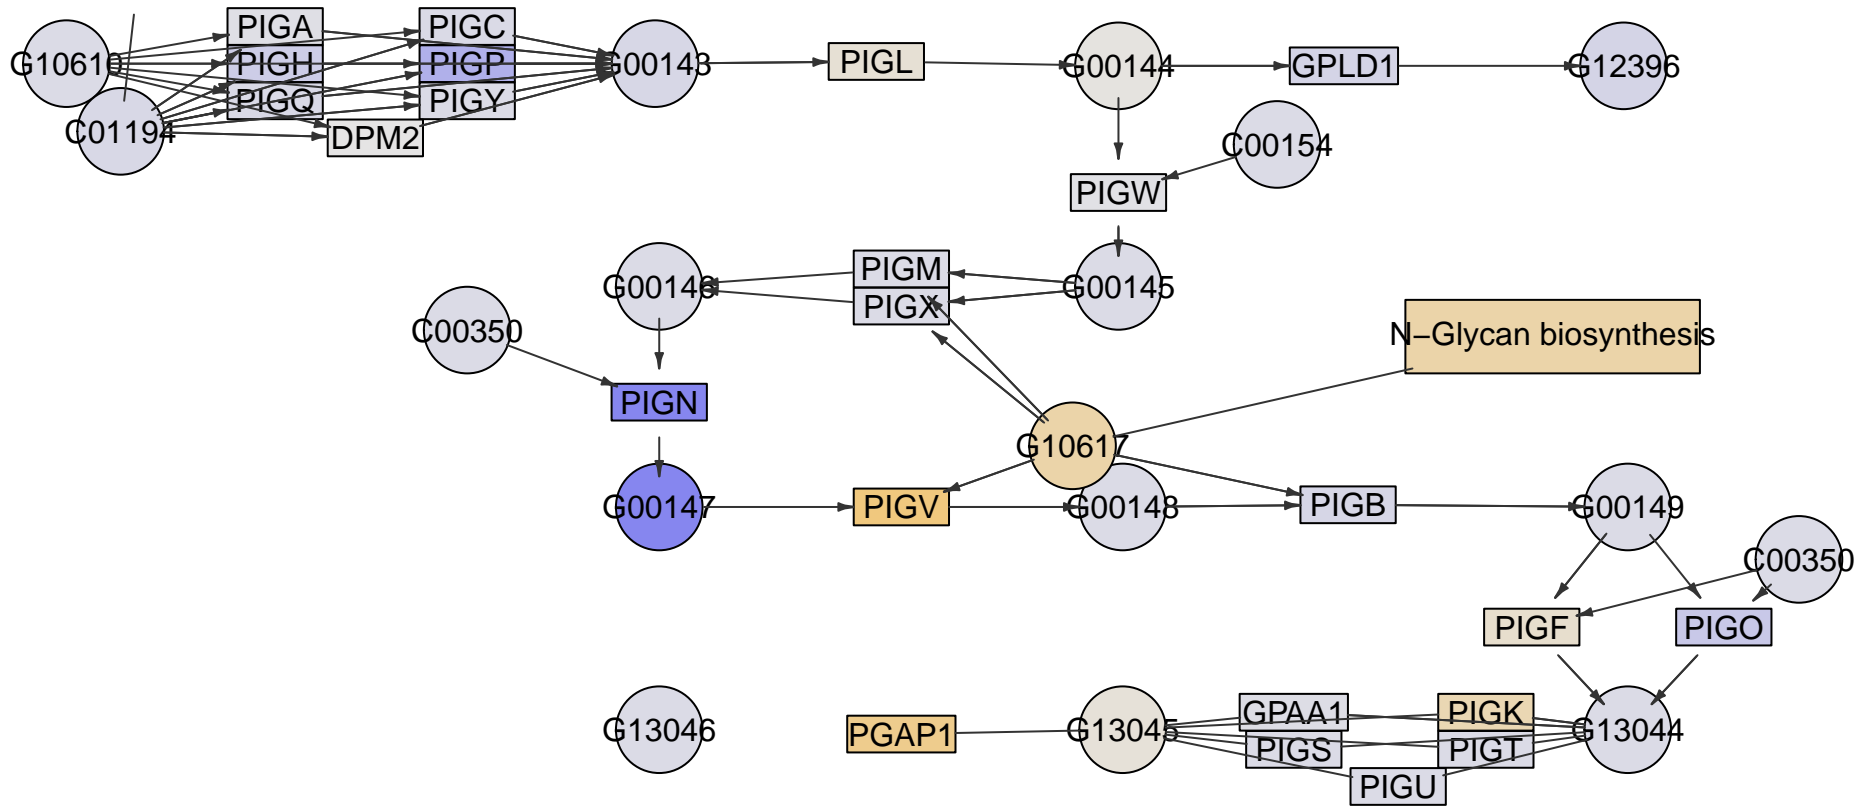 PIGA
PIGC
G10610
PIGH
PIGP
G00143
PIGL
G00144
GPLD1
G12396
PIGQ
PIGY
C01194
DPM2
C00154
PIGW
PIGM
G00146
PIGX
G00145
C00350
N−Glycan biosynthesis
PIGN
G10617
G00147
PIGV
G00148
PIGB
G00149
C00350
PIGF
PIGO
GPAA1
PIGK
G13046
PGAP1
G13045
G13044
PIGS
PIGT
PIGU